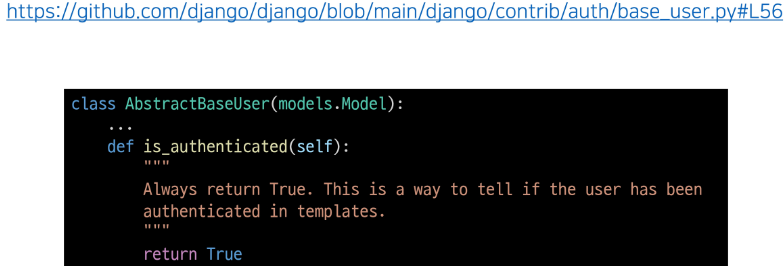 https://github.com/django/django/blob/main/django/contrib/auth/base_user.py#L56
class AbstractBaseUser(models.Model):
    ...
    def is_authenticated(self):
        """
        Always return True. This is a way to tell if the user has been
        authenticated in templates.
        """
        return True